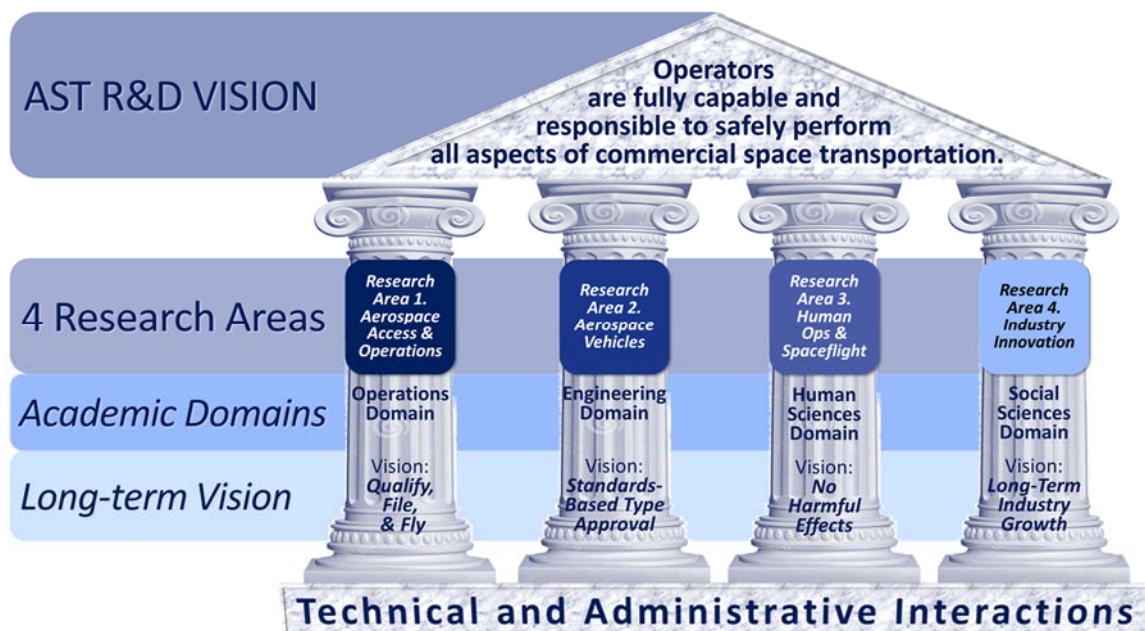 AST R&D VISION
Operators
are fully capable and
responsible to safely perform
all aspects of commercial space transportation.
4 Research Areas
Research
Area 1.
Aerospace
Access &
Operations
Research
Area 2.
Aerospace
Vehicles
Research
Area 3.
Human
Ops &
Spaceflight
Research
Area 4.
Industry
Innovation
Academic Domains
Operations
Domain
Engineering
Domain
Human
Sciences
Domain
Social
Sciences
Domain
Long-term Vision
Vision:
Qualify,
File,
& Fly
Vision:
Standards-
Based Type
Approval
Vision:
No
Harmful
Effects
Vision:
Long-Term
Industry
Growth
Technical and Administrative Interactions